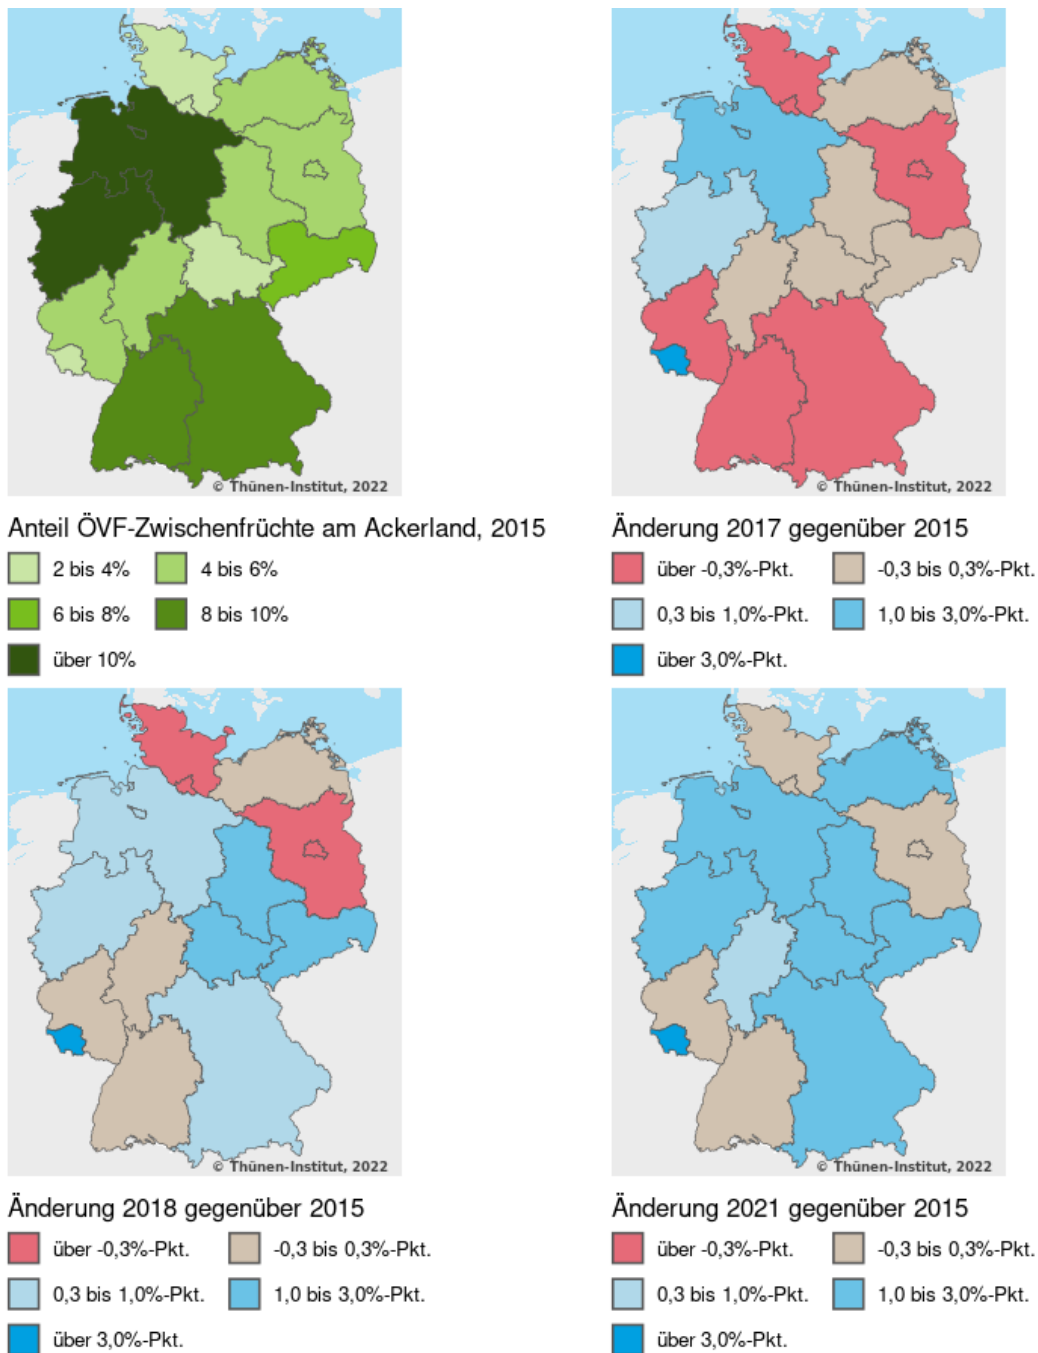 © Thünen-Institut, 2022
Anteil ÖVF-Zwischenfrüchte am Ackerland, 2015
2 bis 4%
4 bis 6%
6 bis 8%
8 bis 10%
über 10%
© Thünen-Institut, 2022
Änderung 2017 gegenüber 2015
über -0,3%-Pkt.
-0,3 bis 0,3%-Pkt.
0,3 bis 1,0%-Pkt.
1,0 bis 3,0%-Pkt.
über 3,0%-Pkt.
© Thünen-Institut, 2022
Änderung 2018 gegenüber 2015
über -0,3%-Pkt.
-0,3 bis 0,3%-Pkt.
0,3 bis 1,0%-Pkt.
1,0 bis 3,0%-Pkt.
über 3,0%-Pkt.
© Thünen-Institut, 2022
Änderung 2021 gegenüber 2015
über -0,3%-Pkt.
-0,3 bis 0,3%-Pkt.
0,3 bis 1,0%-Pkt.
1,0 bis 3,0%-Pkt.
über 3,0%-Pkt.